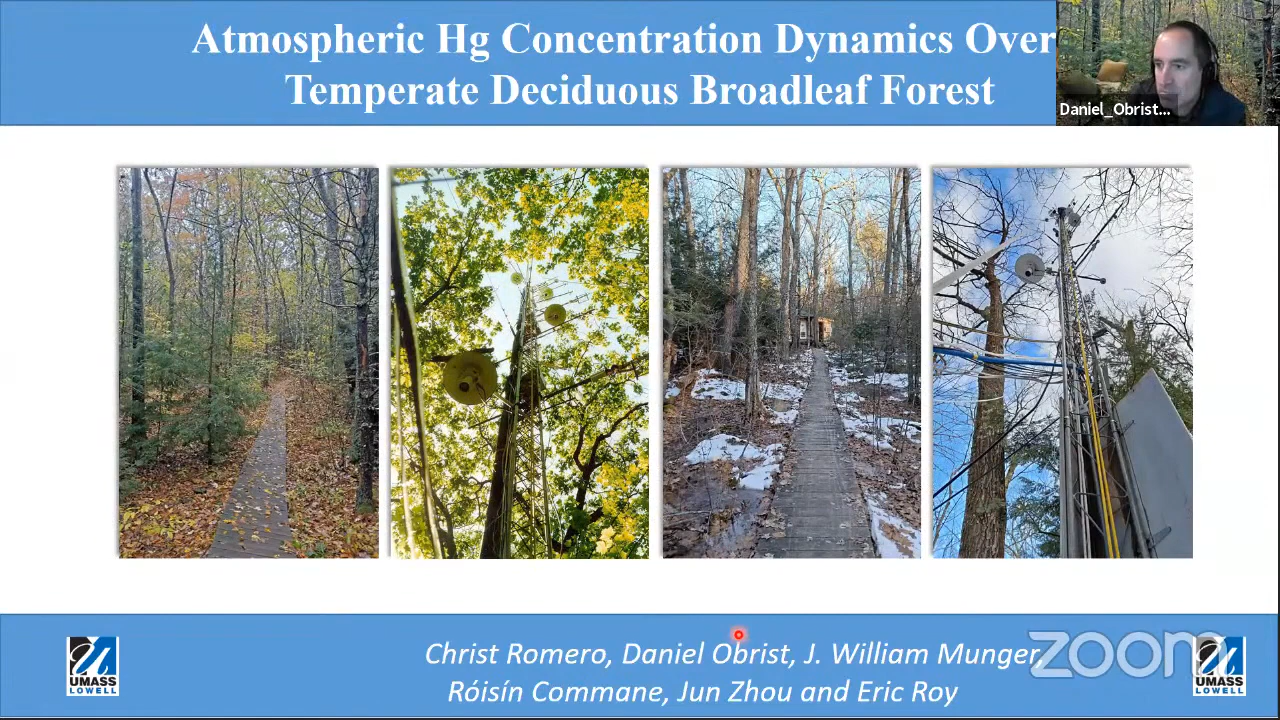 Atmospheric Hg Concentration Dynamics Over
Temperate Deciduous Broadleaf Forest
Daniel_Obrist...
Christ Romero, Daniel Obrist, J. William Munger,
Róisín Commane, Jun Zhou and Eric Roy
UMASS
LOWELL
zoom
UMASS
LOWELL